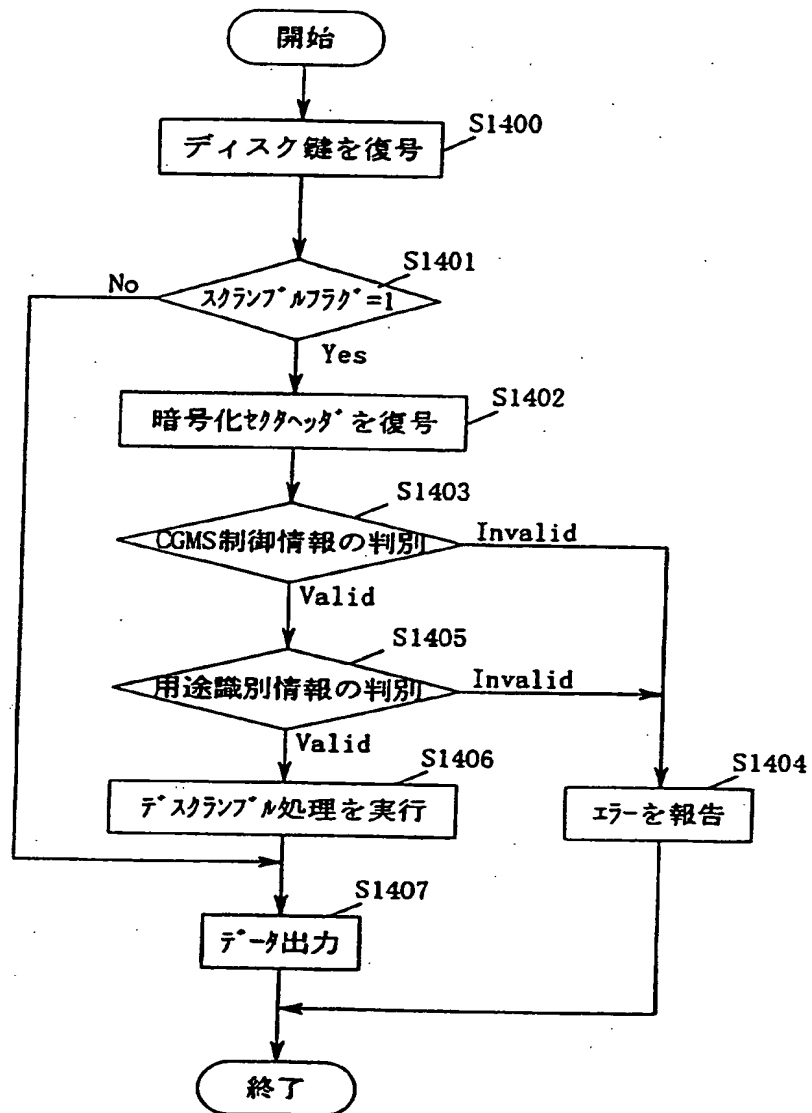 開始
S1400
ディスク鍵を復号
S1401
No
ｽｸﾗﾝﾌﾞﾙﾌﾗｸﾞ=1
Yes
S1402
暗号化ｾｸﾀﾍｯﾀﾞを復号
S1403
CGMS制御情報の判別
Invalid
Valid
S1405
用途識別情報の判別
Invalid
Valid
S1406
ﾃﾞｽｸﾗﾝﾌﾞﾙ処理を実行
S1404
ｴﾗｰを報告
S1407
ﾃﾞｰﾀ出力
終了